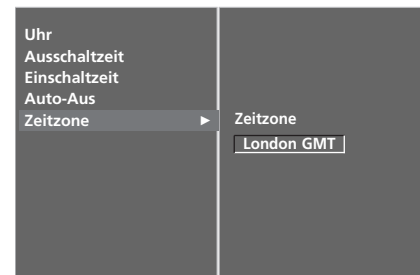 Uhr
Ausschaltzeit
Einschaltzeit
Auto-Aus
Zeitzone ►
Zeitzone
London GMT